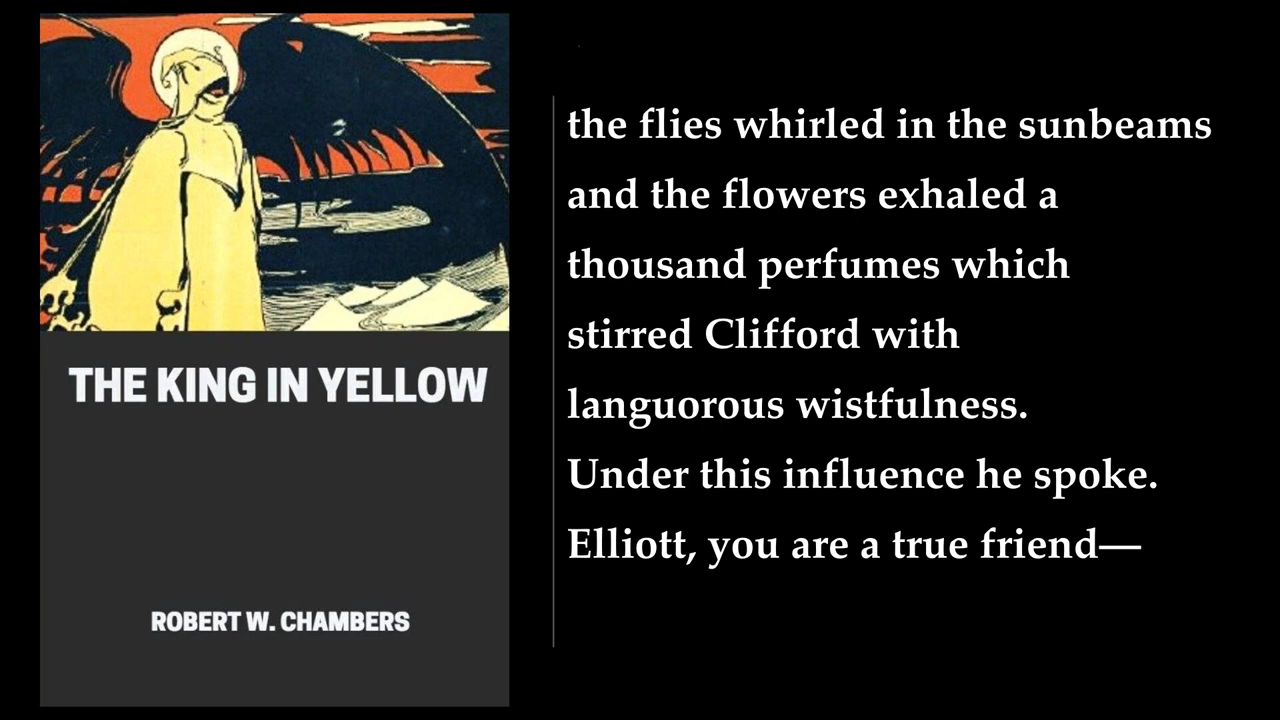 THE KING IN YELLOW
ROBERT W. CHAMBERS
the flies whirled in the sunbeams
and the flowers exhaled a
thousand perfumes which
stirred Clifford with
languorous wistfulness.
Under this influence he spoke.
Elliott, you are a true friend—